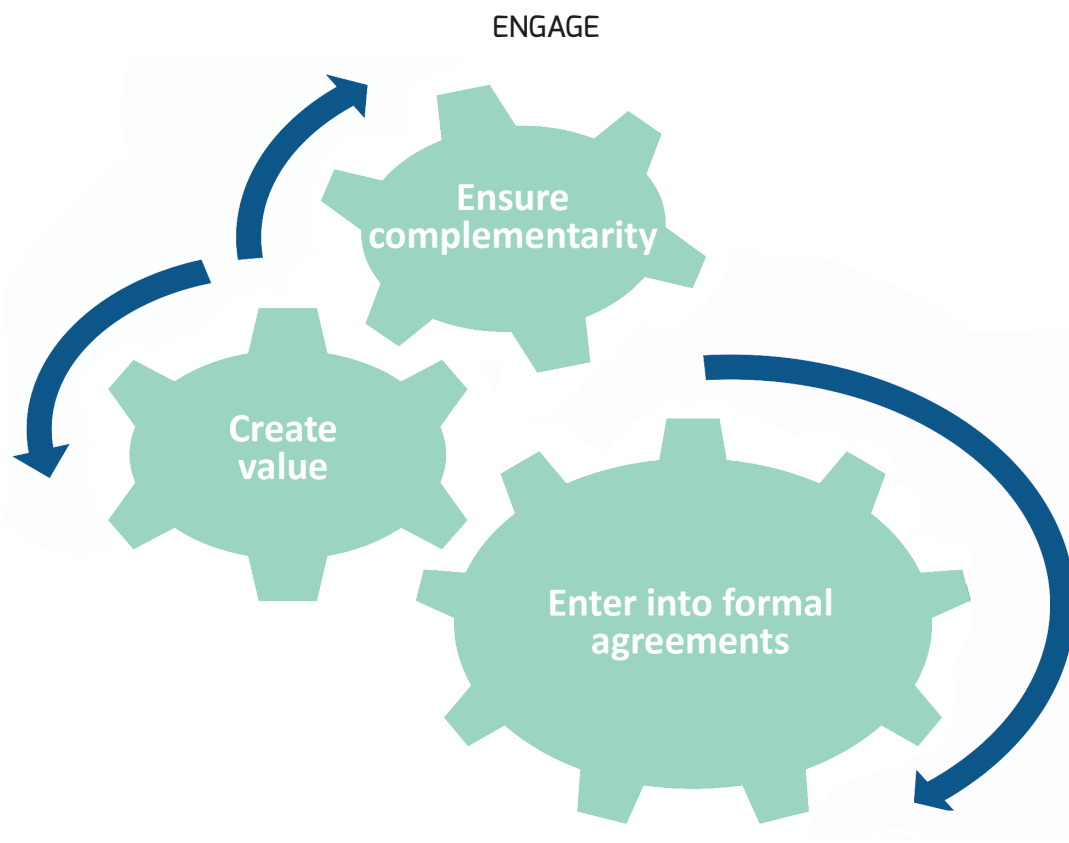 ENGAGE
Ensure
complementarity
Create
value
Enter into formal
agreements